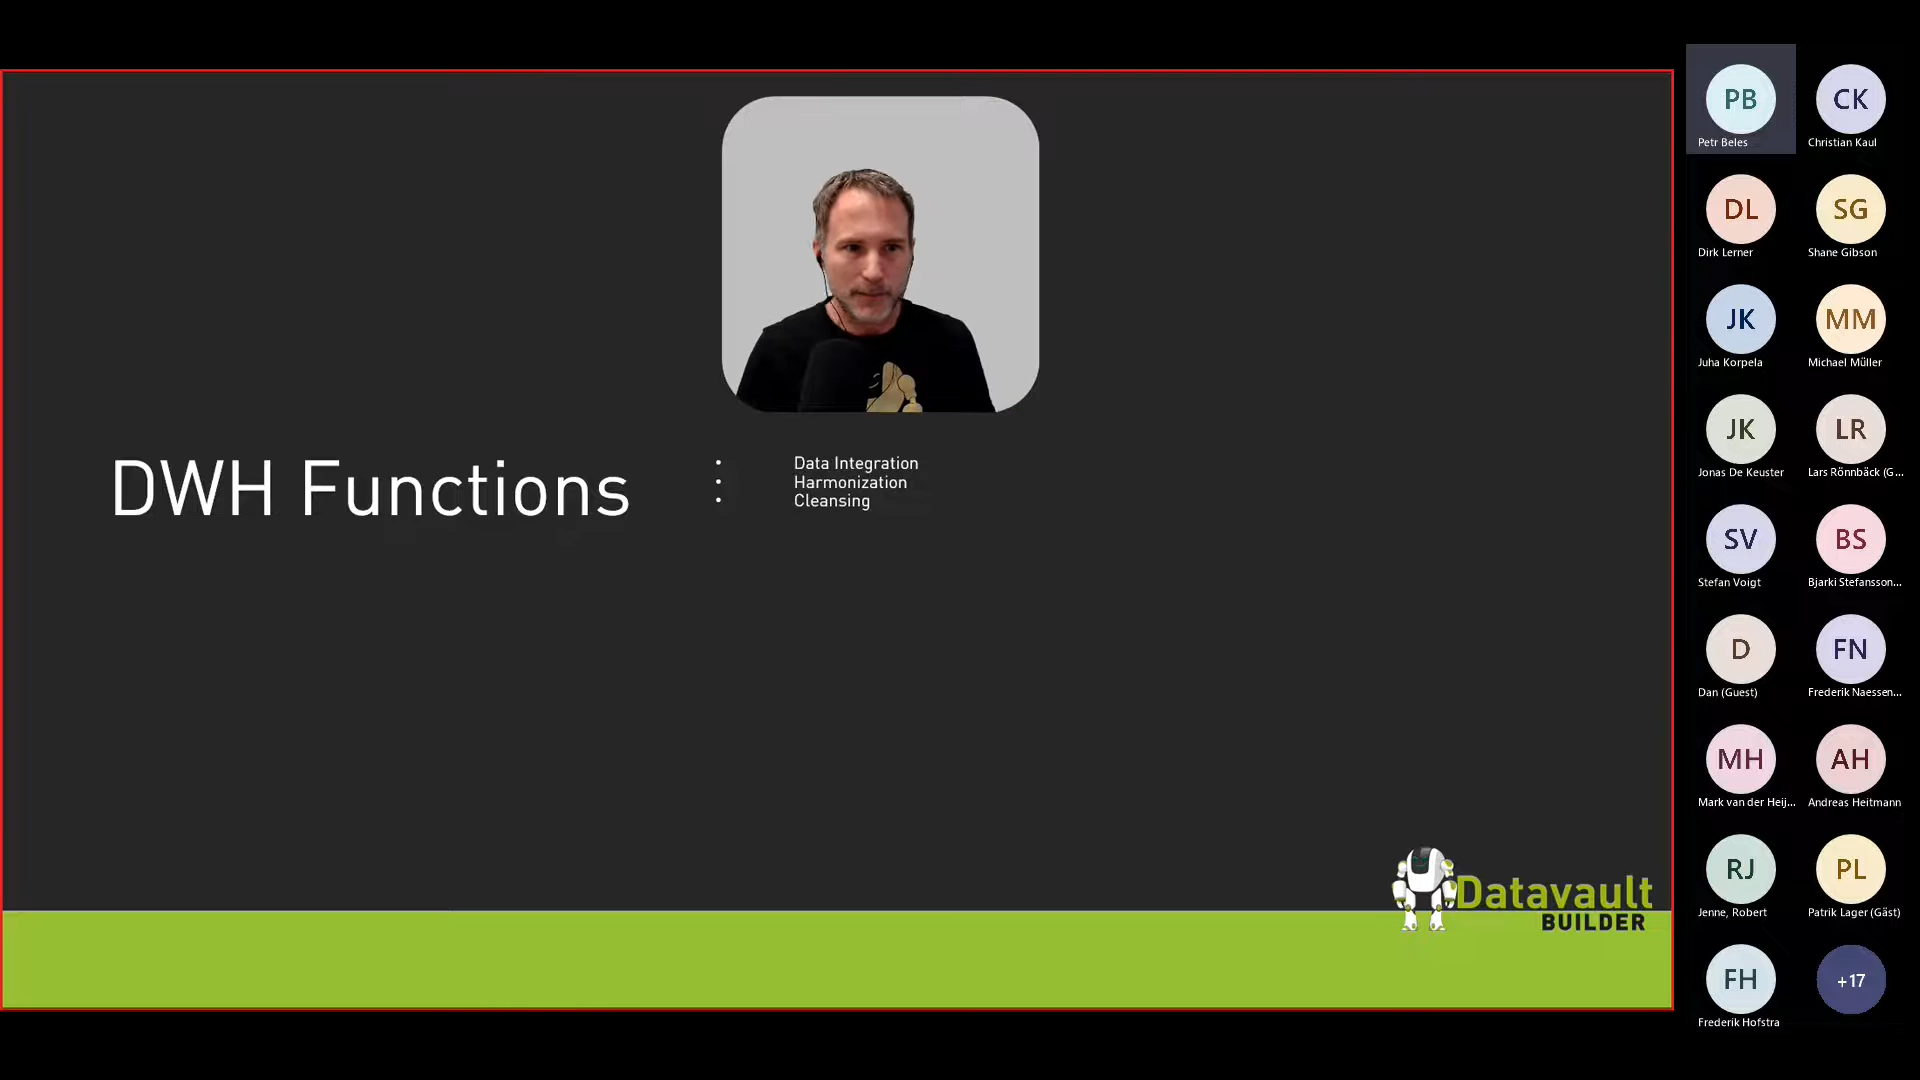 DWH Functions
• Data Integration
• Harmonization
• Cleansing
Datavault
BUILDER
PB
Petr Beles
CK
Christian Kaul
DL
Dirk Lerner
SG
Shane Gibson
JK
Juha Korpela
MM
Michael Müller
JK
Jonas De Keuster
LR
Lars Rönnbäck (G...
SV
Stefan Voigt
BS
Bjarki Stefansson...
D
Dan (Guest)
FN
Frederik Naessen...
MH
Mark van der Heij...
AH
Andreas Heitmann
RJ
Jenne, Robert
PL
Patrik Lager (Gäst)
FH
Frederik Hofstra
+17